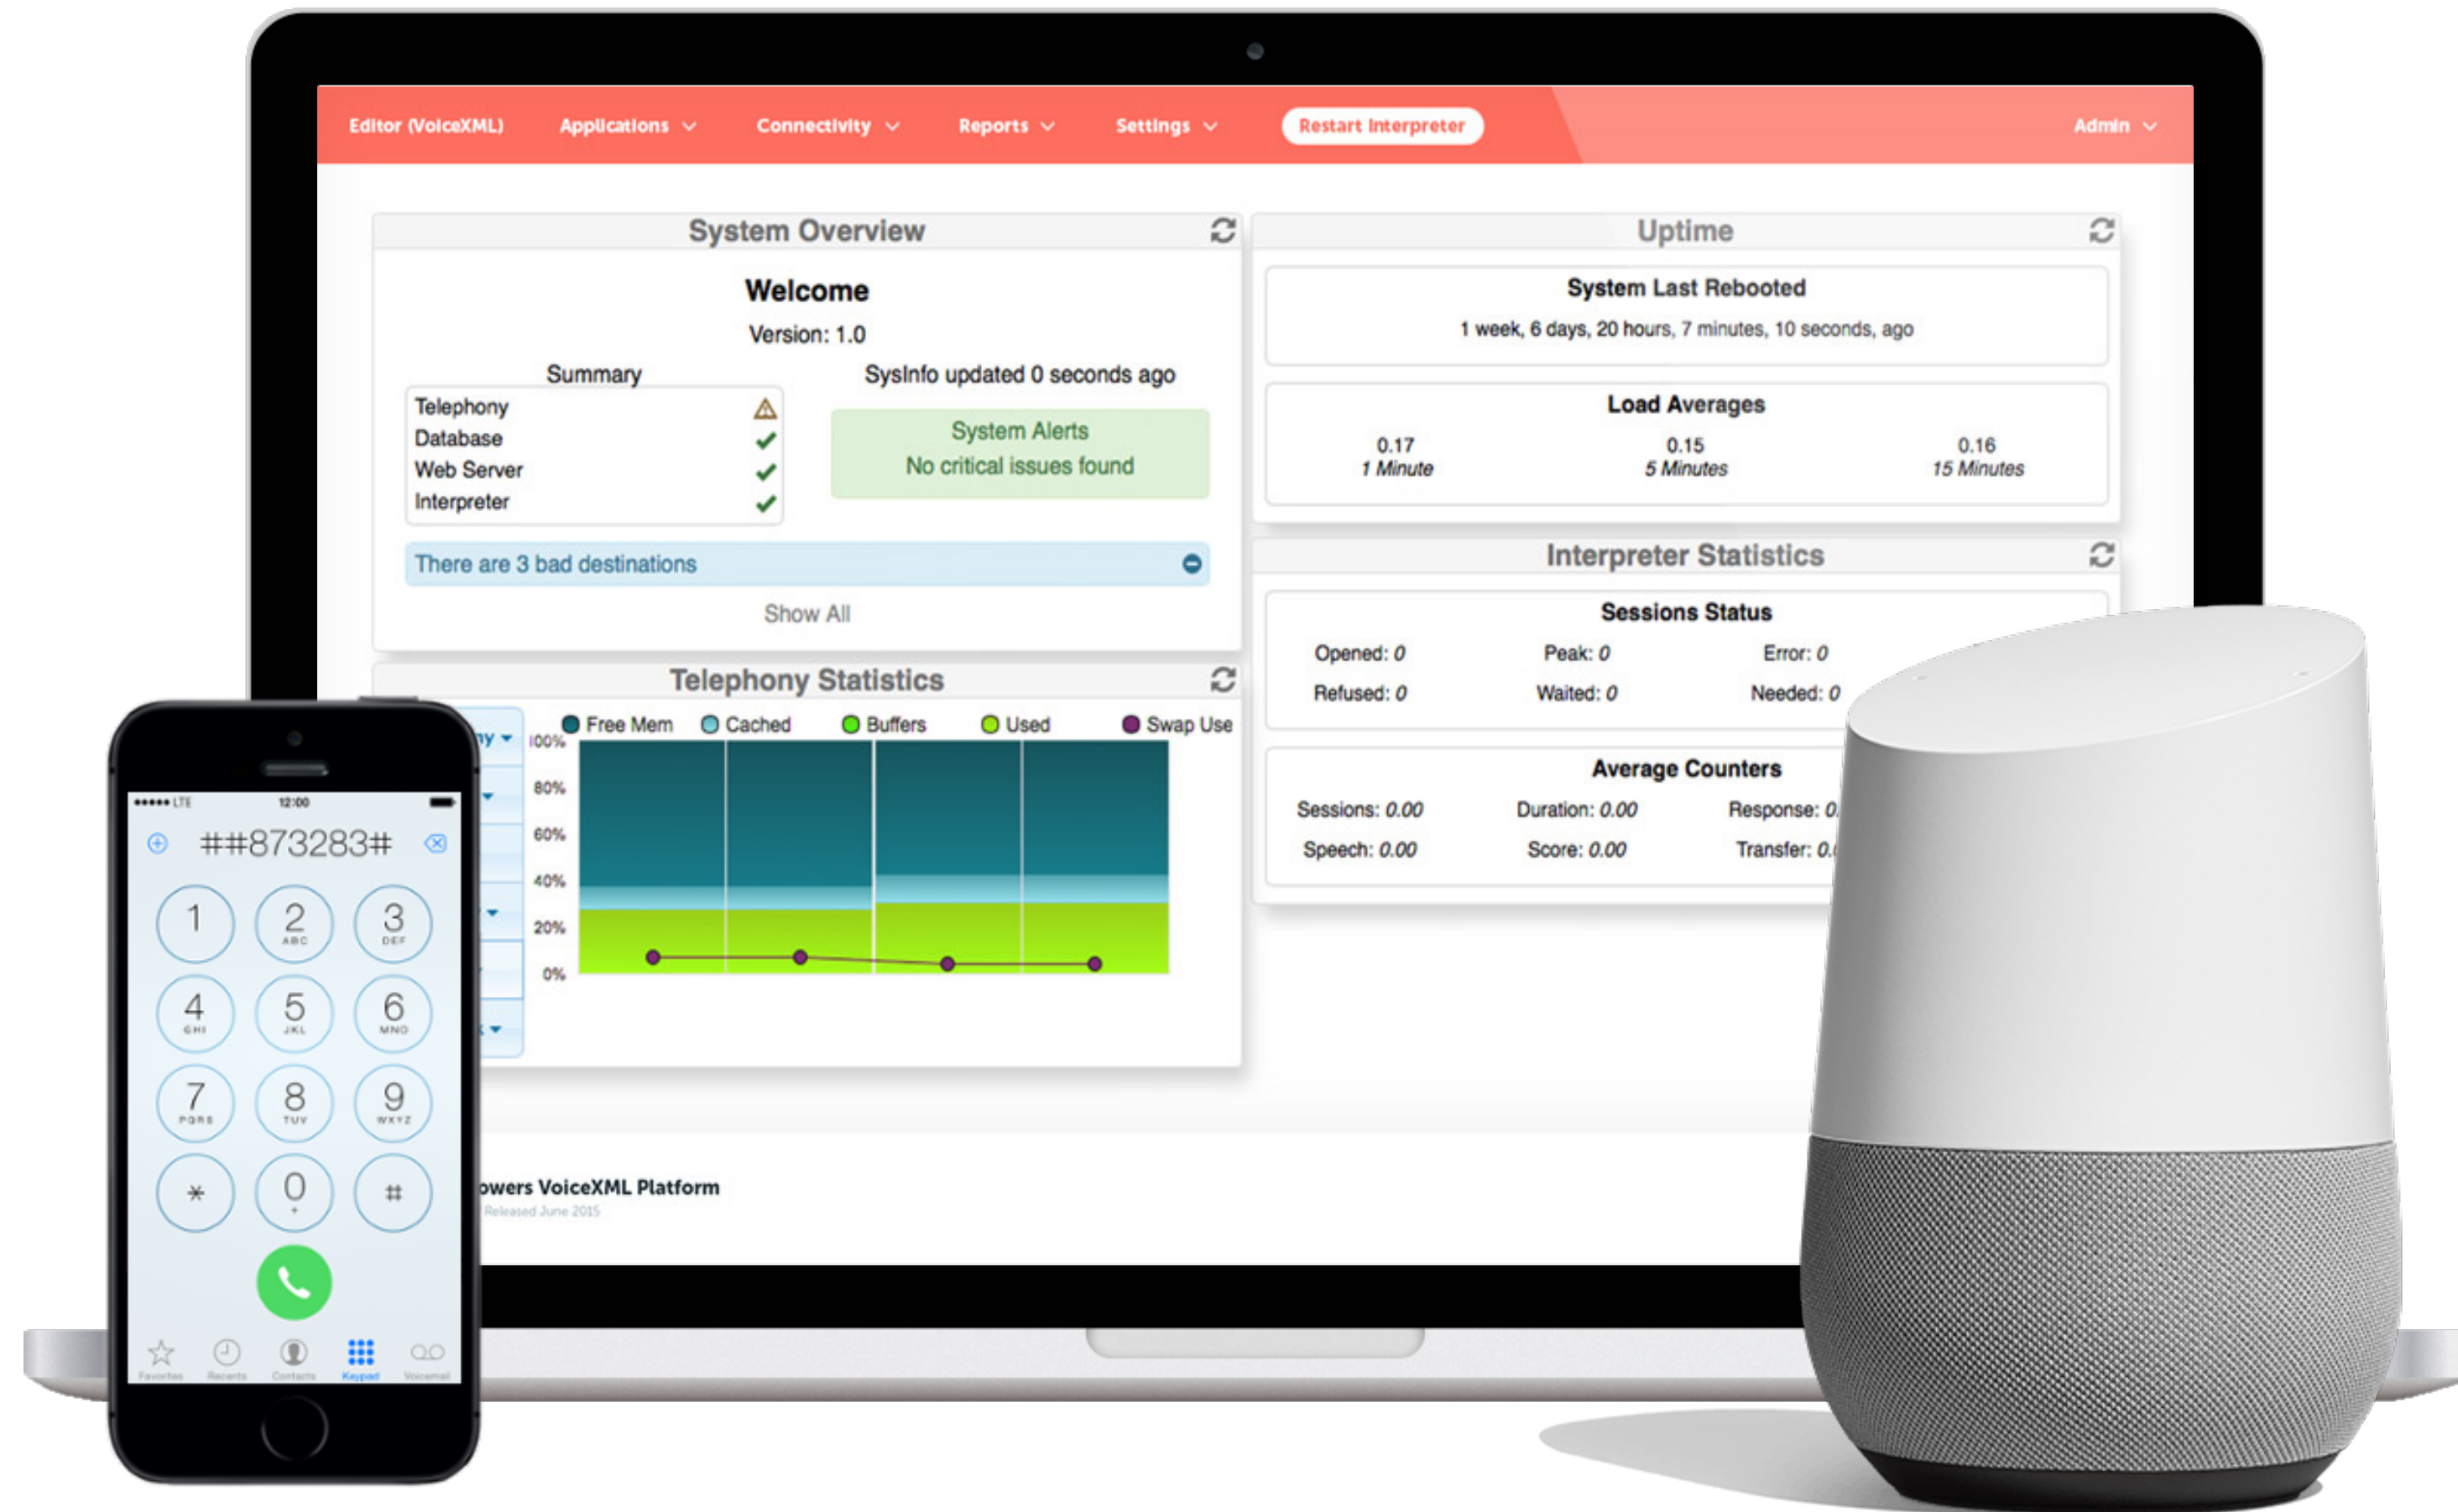 Editor (VoiceXML) Applications Connectivity Reports Settings Restart Interpreter Admin
System Overview
Welcome
Version: 1.0
Summary
Telephony
Database
Web Server
Interpreter
SysInfo updated 0 seconds ago
System Alerts
No critical issues found
There are 3 bad destinations
Show All
Uptime
System Last Rebooted
1 week, 6 days, 20 hours, 7 minutes, 10 seconds, ago
Load Averages
0.17 0.15 0.16
1 Minute 5 Minutes 15 Minutes
Interpreter Statistics
Sessions Status
Opened: 0 Peak: 0 Error: 0
Refused: 0 Waited: 0 Needed: 0
Average Counters
Sessions: 0.00 Duration: 0.00 Response: 0.
Speech: 0.00 Score: 0.00 Transfer: 0.
Telephony Statistics
Free Mem Cached Buffers Used Swap Use
100%
80%
60%
40%
20%
0%
VoiceXML Platform
Released June 2015
LTE 12:00
##873283#
1 2 3
ABC DEF
4 5 6
GHI JKL MNO
7 8 9
PQRS TUV WXYZ
* 0 #
+
Favorites Recents Contacts Keypad Voicemail